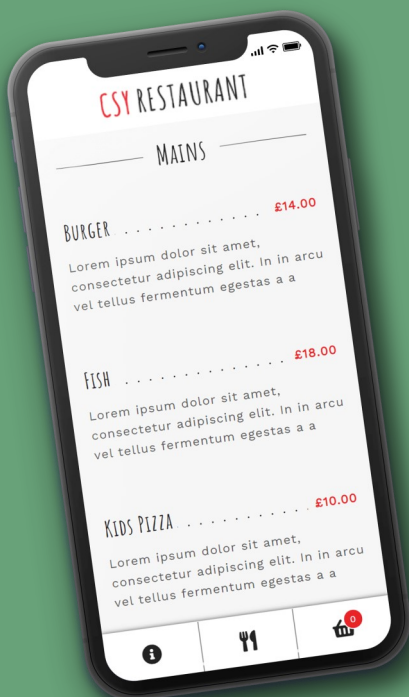 CSY RESTAURANT
MAINS
BURGER . . . . . . . . . . . . . £14.00
Lorem ipsum dolor sit amet,
consectetur adipiscing elit. In in arcu
vel tellus fermentum egestas a a
FISH . . . . . . . . . . . . . . £18.00
Lorem ipsum dolor sit amet,
consectetur adipiscing elit. In in arcu
vel tellus fermentum egestas a a
KIDS PIZZA . . . . . . . . . . . £10.00
Lorem ipsum dolor sit amet,
consectetur adipiscing elit. In in arcu
vel tellus fermentum egestas a a
0